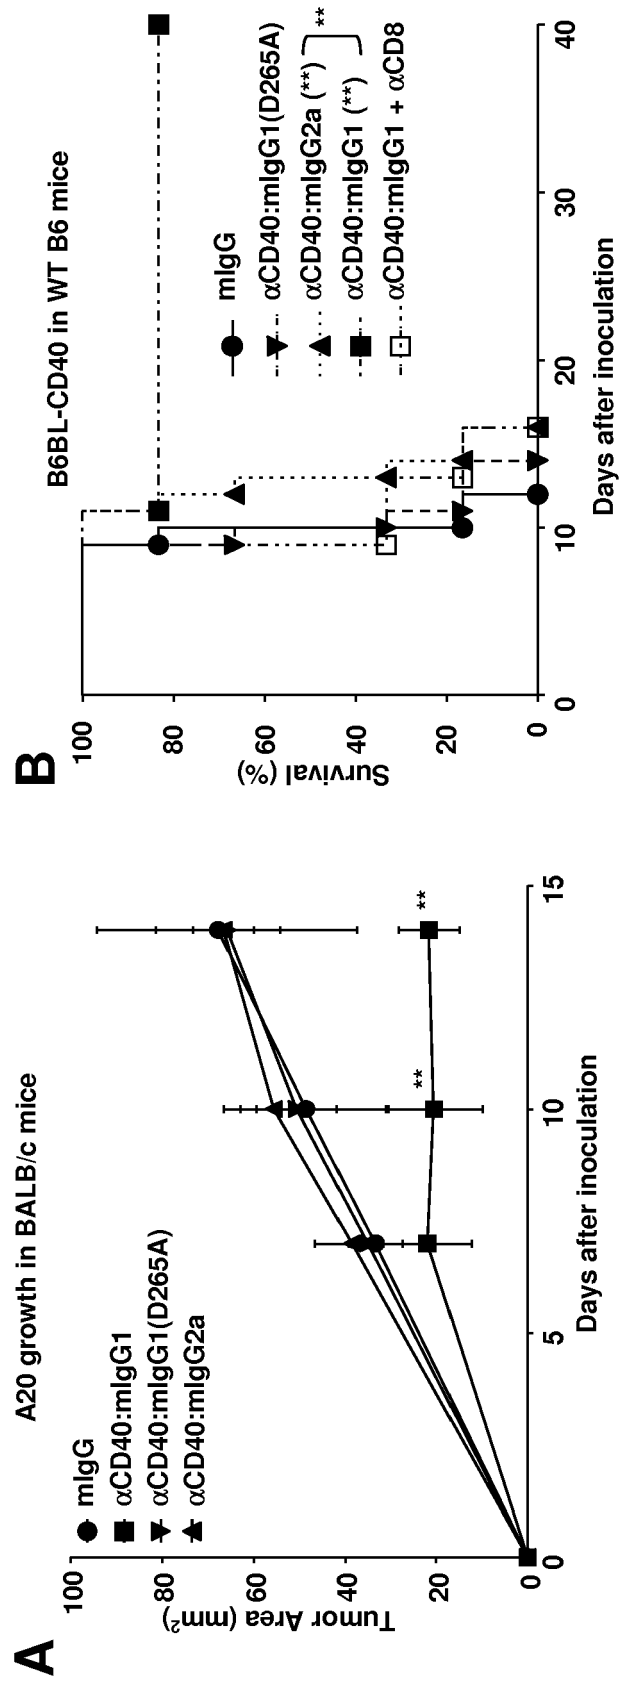 A
A20 growth in BALB/c mice
mIgG
αCD40:mIgG1
αCD40:mIgG1(D265A)
αCD40:mIgG2a
Tumor Area (mm²)
100
80
60
40
20
0
0
5
10
15
**
**
Days after inoculation
B
B6BL-CD40 in WT B6 mice
mIgG
αCD40:mIgG1(D265A)
αCD40:mIgG2a (**)
αCD40:mIgG1 (**)
αCD40:mIgG1 + αCD8
**
Survival (%)
100
80
60
40
20
0
0
10
20
30
40
Days after inoculation